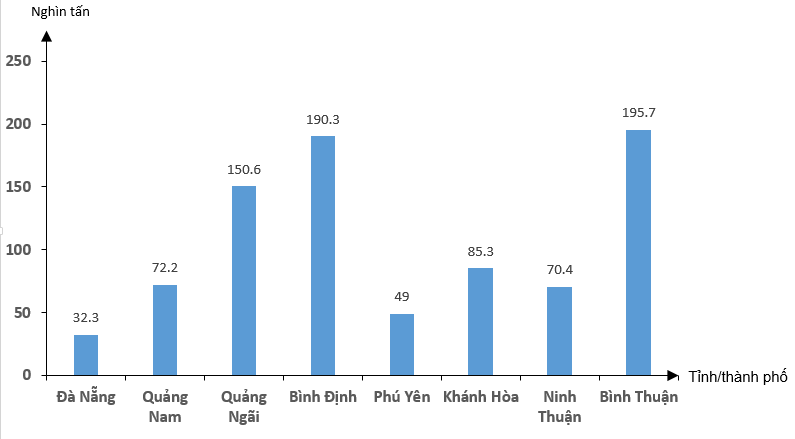 Nghìn tấn
250
200
150
100
50
0
32.3
72.2
150.6
190.3
49
85.3
70.4
195.7
Đà Nẵng
Quảng
Nam
Quảng
Ngãi
Bình Định
Phú Yên
Khánh Hòa
Ninh
Thuận
Bình Thuận
Tỉnh/thành phố